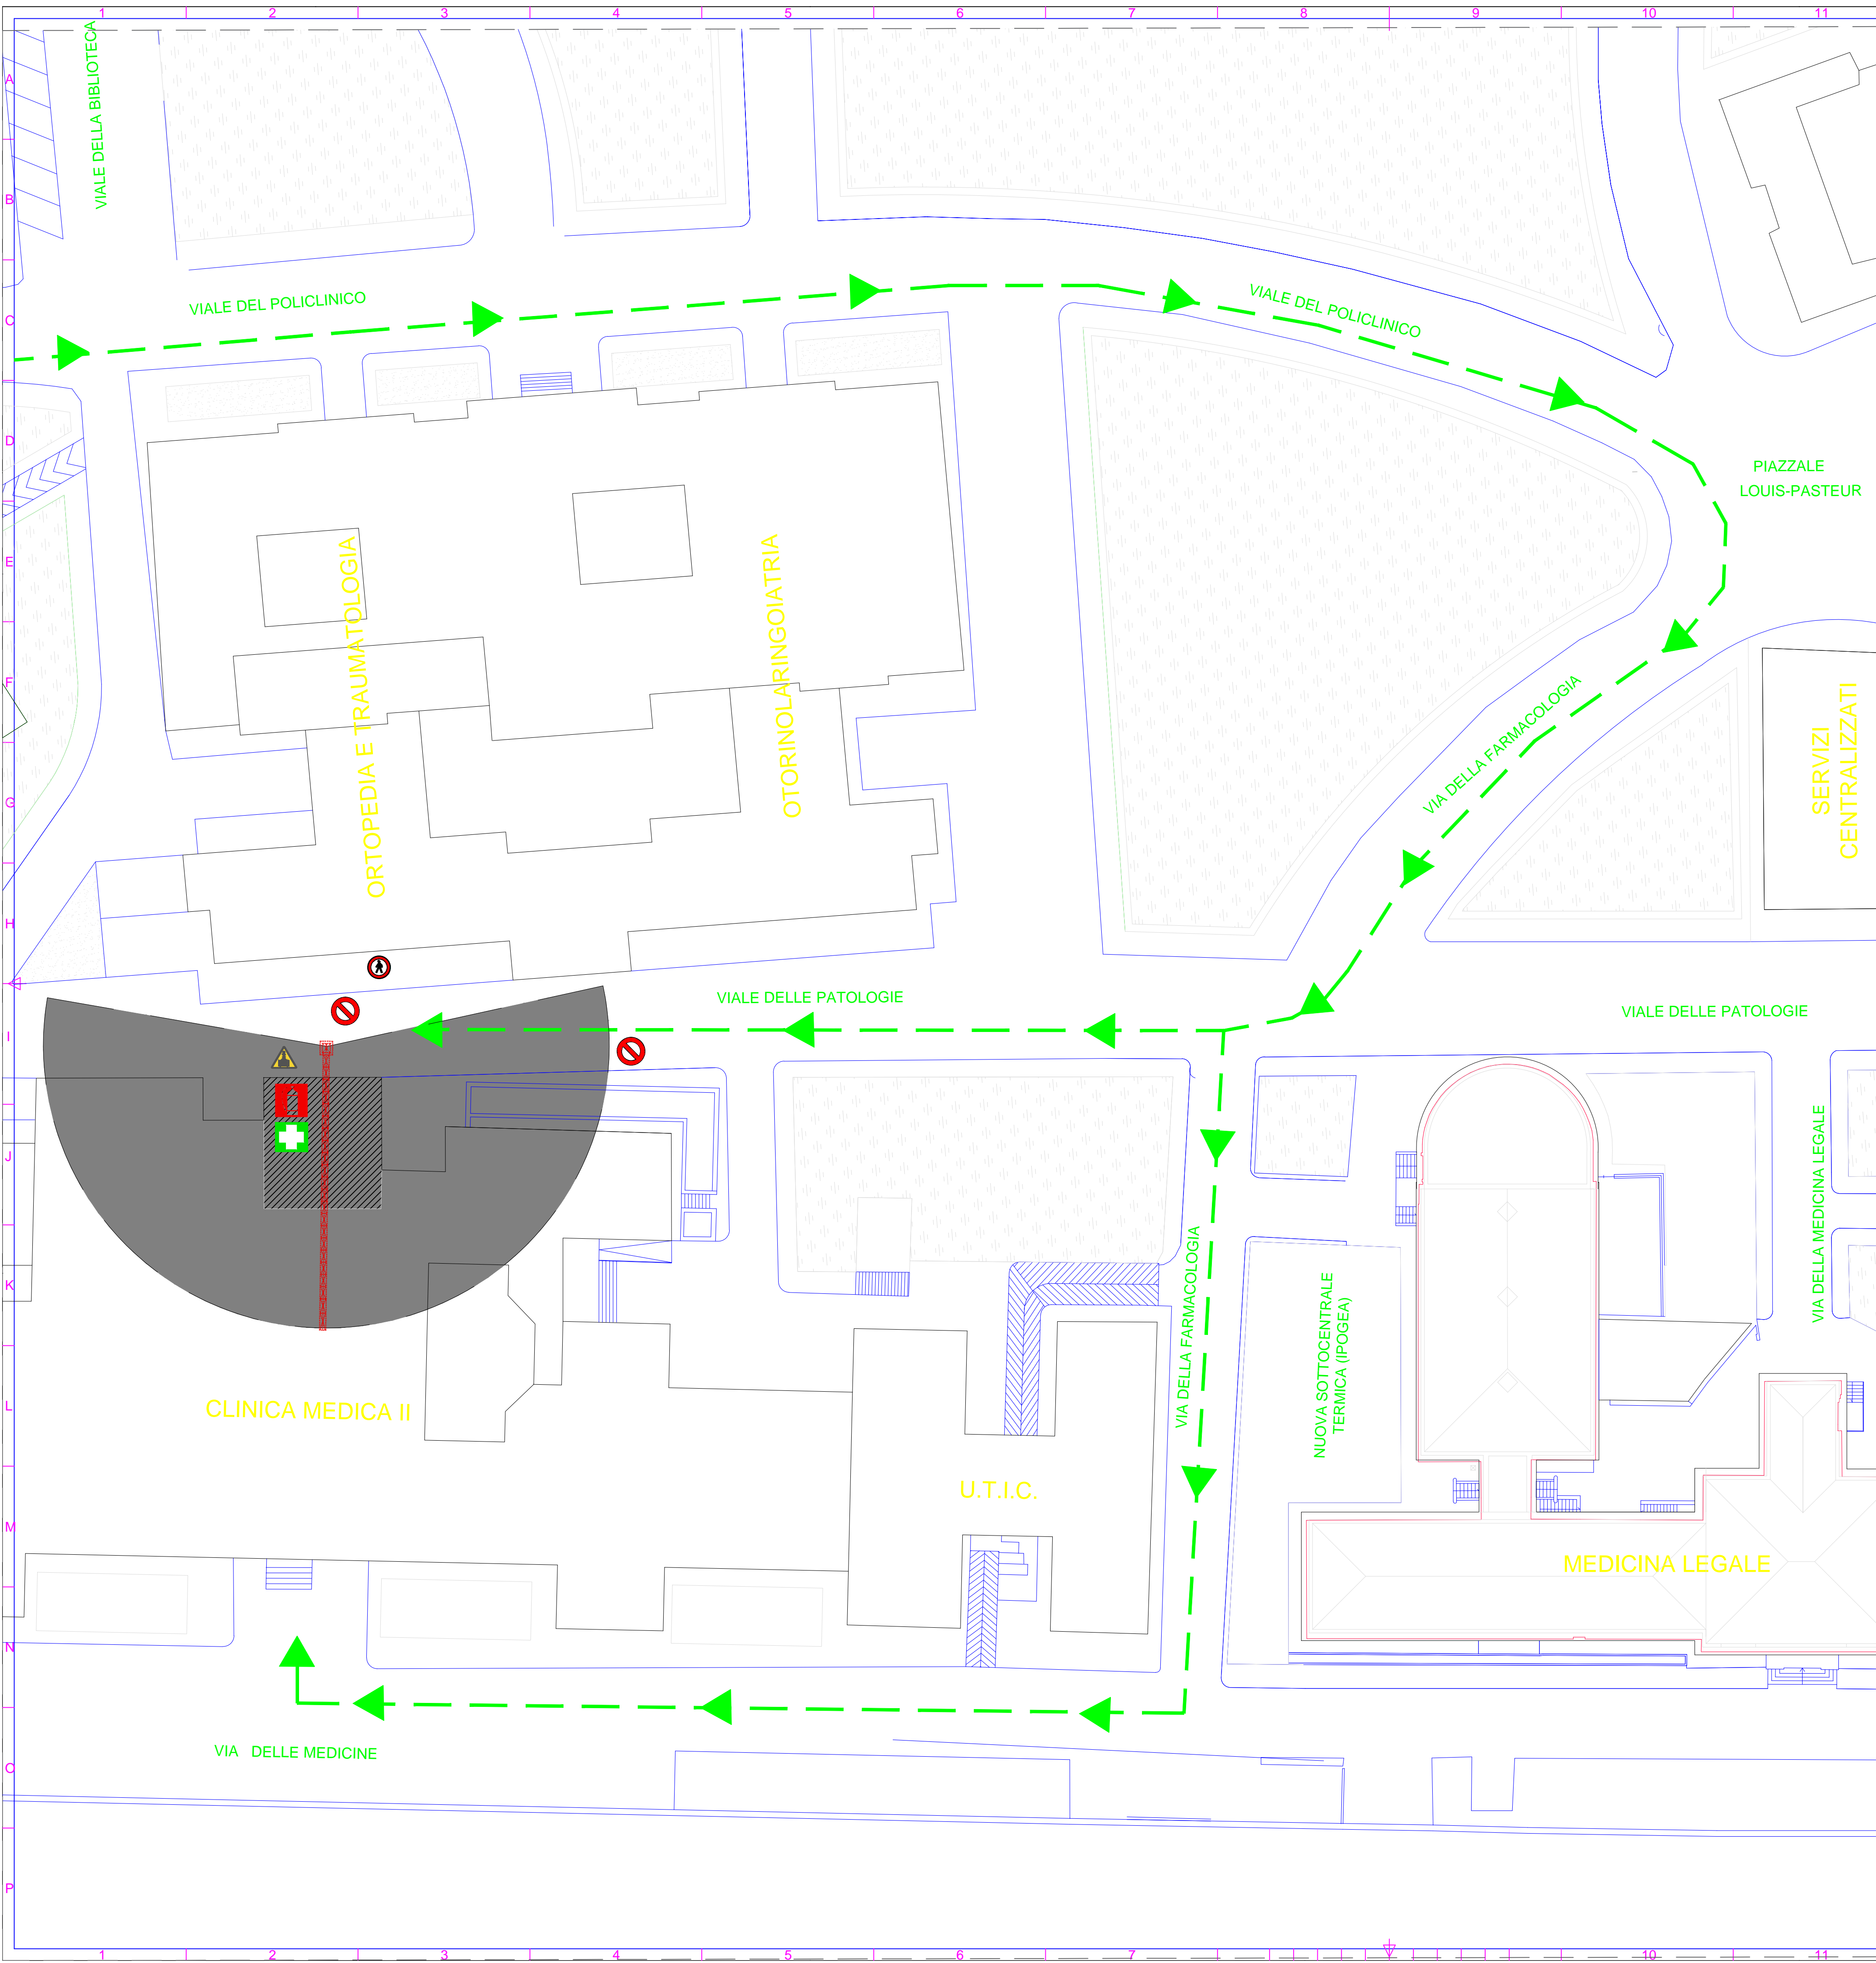 1 2 3 4 5 6 7 8 9 10 11
A
VIALE DELLA BIBLIOTECA
B
VIALE DEL POLICLINICO
VIALE DEL POLICLINICO
C
D
PIAZZALE
LOUIS-PASTEUR
E
ORTOPEDIA E TRAUMATOLOGIA
OTORINOLARINGOIATRIA
F
VIA DELLA FARMACOLOGIA
SERVIZI
CENTRALIZZATI
G
H
VIALE DELLE PATOLOGIE
VIALE DELLE PATOLOGIE
I
J
VIA DELLA MEDICINA LEGALE
K
VIA DELLA FARMACOLOGIA
NUOVA SOTTOCENTRALE
TERMICA (IPOGEA)
L
CLINICA MEDICA II
U.T.I.C.
M
MEDICINA LEGALE
N
VIA DELLE MEDICINE
O
P
1 2 3 4 5 6 7 10 11